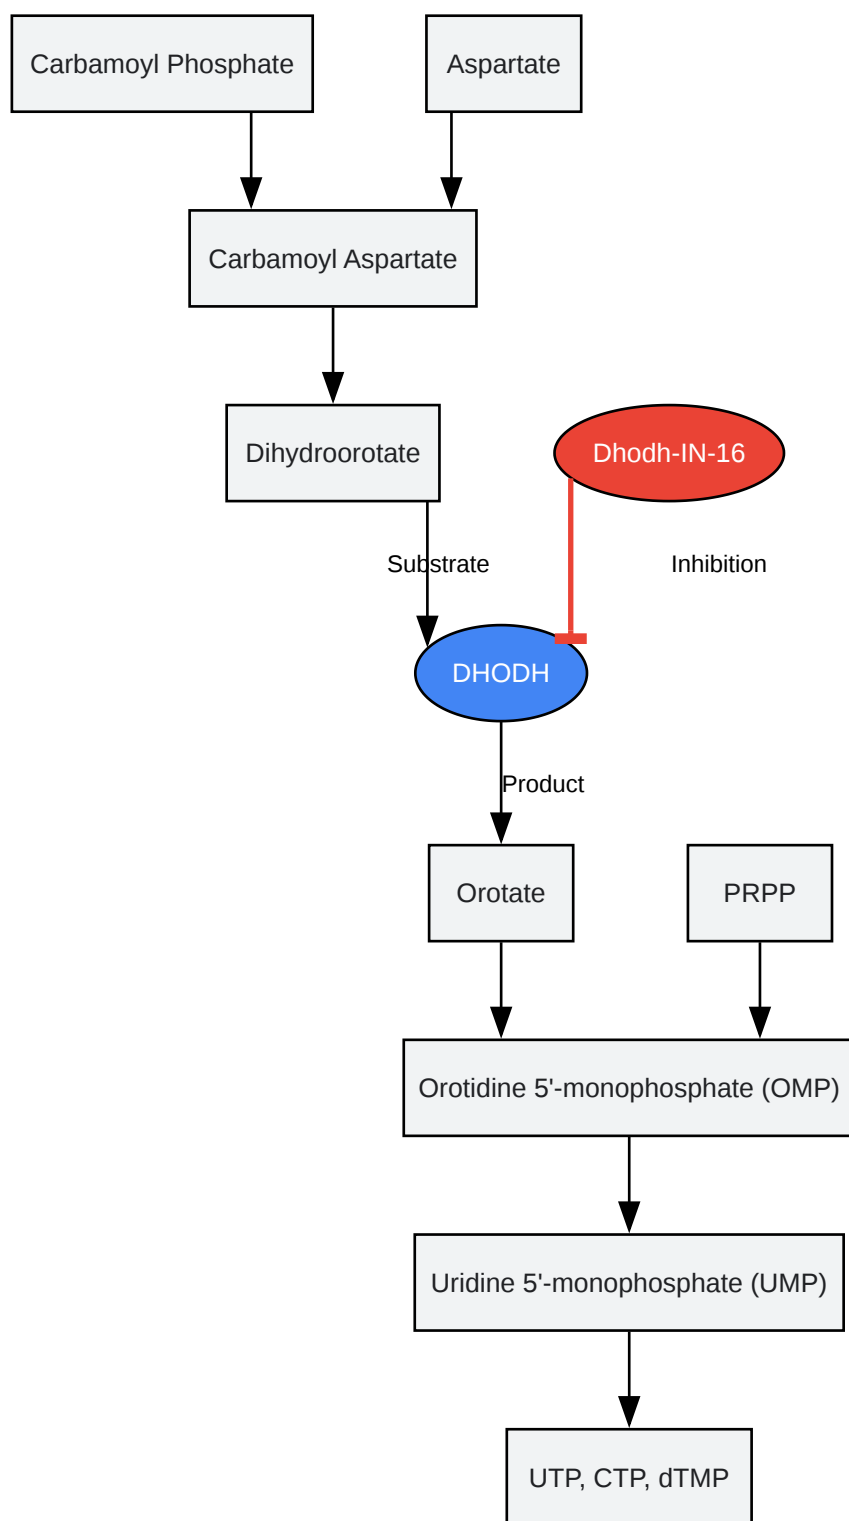 Carbamoyl Phosphate
Aspartate
Carbamoyl Aspartate
Dihydroorotate
Dhodh-IN-16
Substrate
Inhibition
DHODH
Product
Orotate
PRPP
Orotidine 5'-monophosphate (OMP)
Uridine 5'-monophosphate (UMP)
UTP, CTP, dTMP